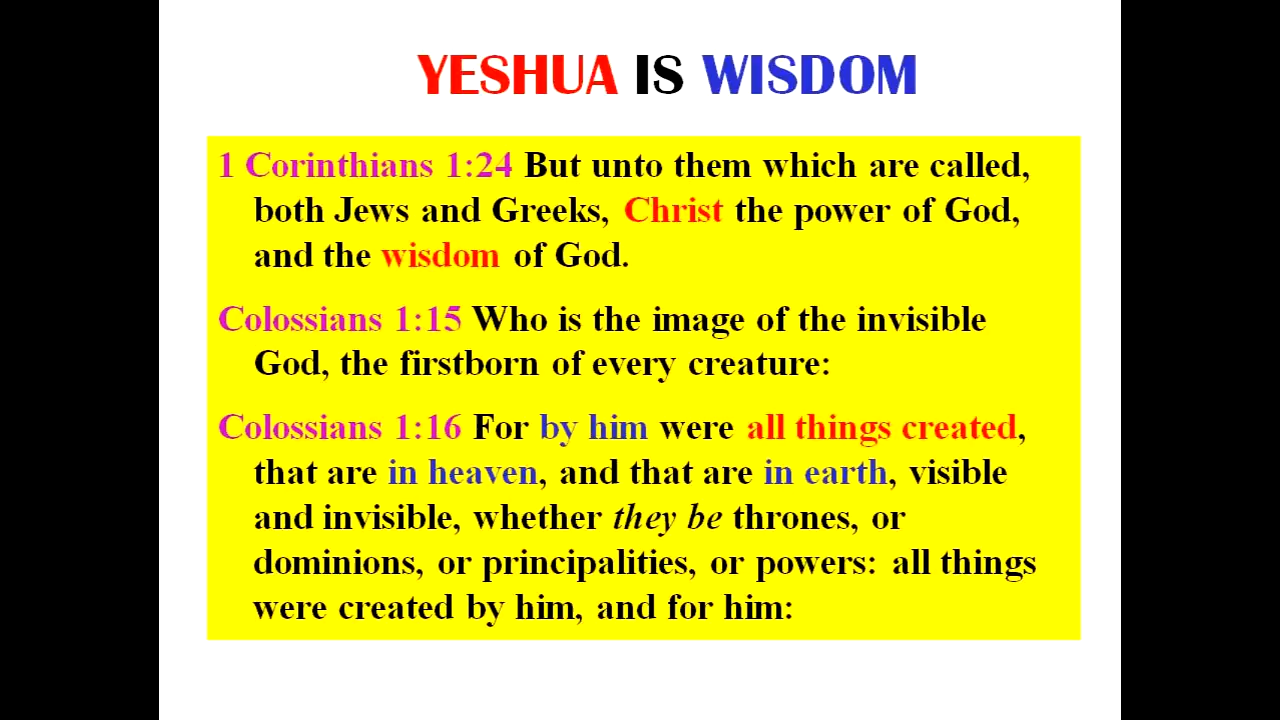 YESHUA IS WISDOM
1 Corinthians 1:24 But unto them which are called,
both Jews and Greeks, Christ the power of God,
and the wisdom of God.
Colossians 1:15 Who is the image of the invisible
God, the firstborn of every creature:
Colossians 1:16 For by him were all things created,
that are in heaven, and that are in earth, visible
and invisible, whether they be thrones, or
dominions, or principalities, or powers: all things
were created by him, and for him: